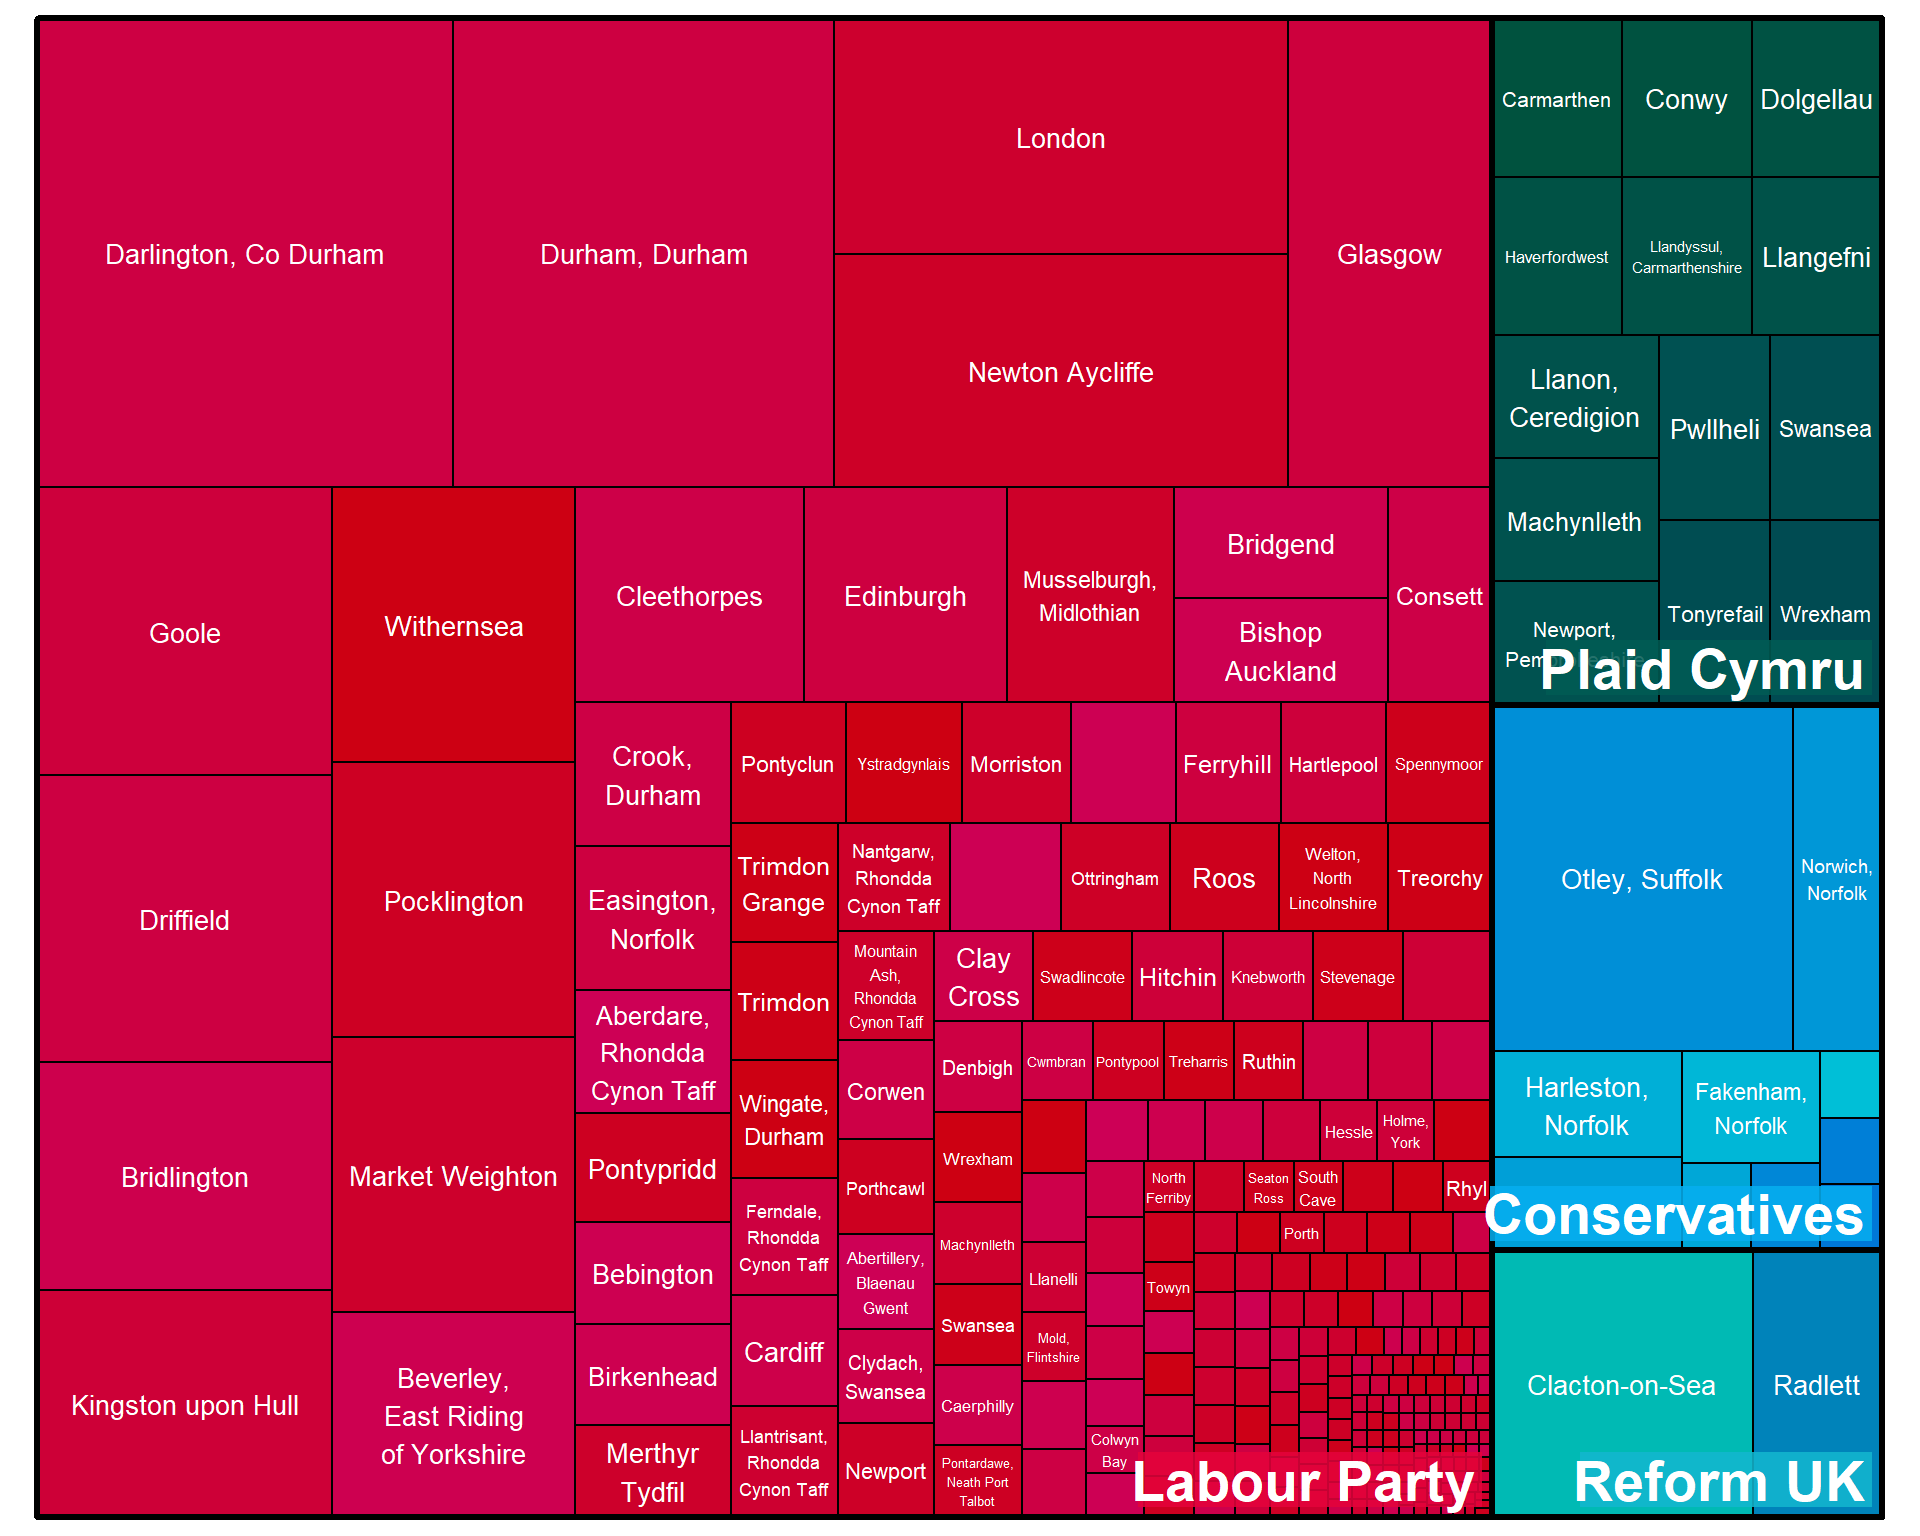 Darlington, Co Durham
Durham, Durham
London
Newton Aycliffe
Glasgow
Goole
Driffield
Bridlington
Kingston upon Hull
Withernsea
Pocklington
Market Weighton
Beverley,
East Riding
of Yorkshire
Cleethorpes
Edinburgh
Musselburgh,
Midlothian
Bridgend
Bishop
Auckland
Consett
Crook,
Durham
Easington,
Norfolk
Aberdare,
Rhondda
Cynon Taff
Pontypridd
Bebington
Birkenhead
Merthyr
Tydfil
Pontyclun
Ystradgynlais
Morriston
Ferryhill
Hartlepool
Spennymoor
Trimdon
Grange
Trimdon
Wingate,
Durham
Ferndale,
Rhondda
Cynon Taff
Cardiff
Llantrisant,
Rhondda
Cynon Taff
Nantgarw,
Rhondda
Cynon Taff
Ottringham
Roos
Welton,
North
Lincolnshire
Treorchy
Mountain
Ash,
Rhondda
Cynon Taff
Corwen
Porthcawl
Abertillery,
Blaenau
Gwent
Clydach,
Swansea
Newport
Clay
Cross
Swadlincote
Hitchin
Knebworth
Stevenage
Denbigh
Wrexham
Machynlleth
Swansea
Caerphilly
Pontardawe,
Neath Port
Talbot
Cwmbran
Pontypool
Treharris
Ruthin
Llanelli
Mold,
Flintshire
Hessle
Holme,
York
Colwyn
Bay
North
Ferriby
Seaton
Ross
South
Cave
Rhyl
Towyn
Porth
Labour Party
Carmarthen
Conwy
Dolgellau
Haverfordwest
Llandyssul,
Carmarthenshire
Llangefni
Llanon,
Ceredigion
Machynlleth
Newport,
Pwllheli
Swansea
Tonyrefail
Wrexham
Plaid Cymru
Otley, Suffolk
Norwich,
Norfolk
Harleston,
Norfolk
Fakenham,
Norfolk
Conservatives
Clacton-on-Sea
Radlett
Reform UK